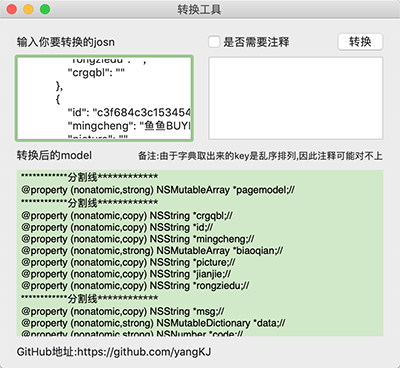 转换工具
输入你要转换的josn
是否需要注释
转换
"rongziedu": "",
"crgqbl": ""
},
{
"id": "c3f684c3c153454
"mingcheng": "鱼鱼BUY
转换后的model
备注:由于字典取出来的key是乱序排列,因此注释可能对不上
************分割线************
@property (nonatomic,strong) NSMutableArray *pagemodel;//
************分割线************
@property (nonatomic,copy) NSString *crgqbl;//
@property (nonatomic,copy) NSString *id;//
@property (nonatomic,copy) NSString *mingcheng;//
@property (nonatomic,strong) NSMutableArray *biaoqian;//
@property (nonatomic,copy) NSString *picture;//
@property (nonatomic,copy) NSString *jianjie;//
@property (nonatomic,copy) NSString *rongziedu;//
************分割线************
@property (nonatomic,copy) NSString *msg;//
@property (nonatomic,strong) NSMutableDictionary *data;//
@property (nonatomic,strong) NSNumber *code;//
GitHub地址:https://github.com/yangKJ